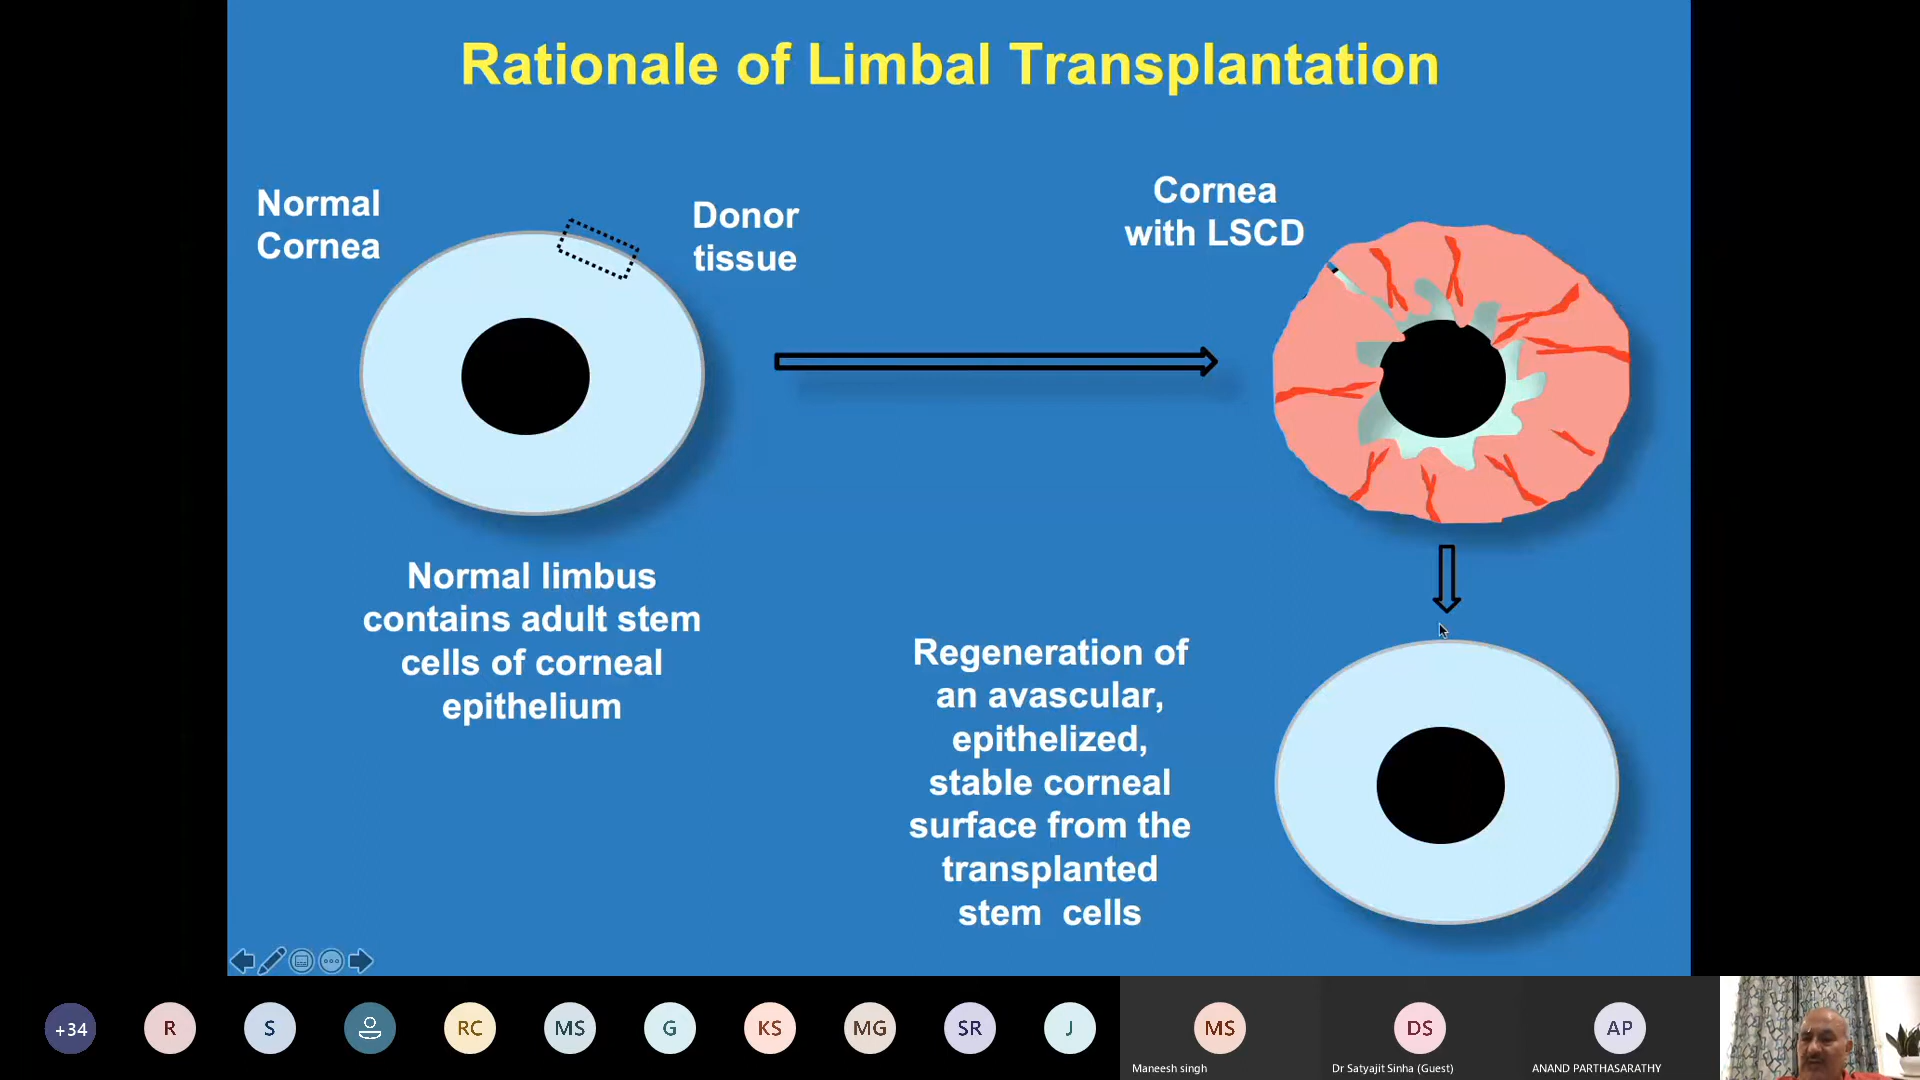 Rationale of Limbal Transplantation
Normal
Cornea
Donor
tissue
Cornea
with LSCD
Normal limbus
contains adult stem
cells of corneal
epithelium
Regeneration of
an avascular,
epithelized,
stable corneal
surface from the
transplanted
stem cells
+34
R
S
RC
MS
G
KS
MG
SR
J
MS
Maneesh singh
DS
Dr Satyajit Sinha (Guest)
AP
ANAND PARTHASARATHY